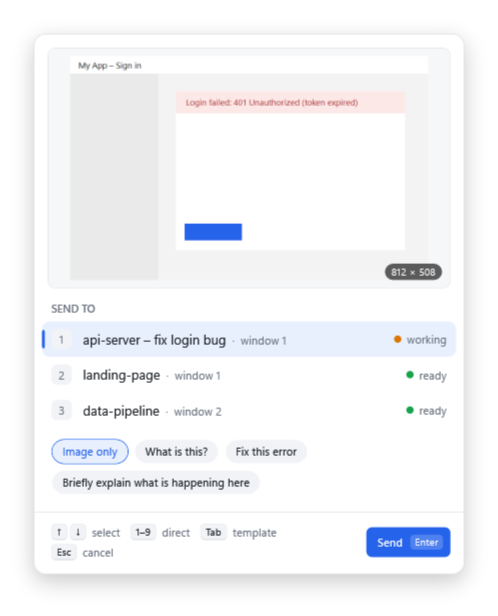 My App – Sign in
Login failed: 401 Unauthorized (token expired)
812 × 508
SEND TO
1 api-server – fix login bug · window 1 working
2 landing-page · window 1 ready
3 data-pipeline · window 2 ready
Image only What is this? Fix this error
Briefly explain what is happening here
↑ ↓ select 1–9 direct Tab template
Esc cancel
Send Enter